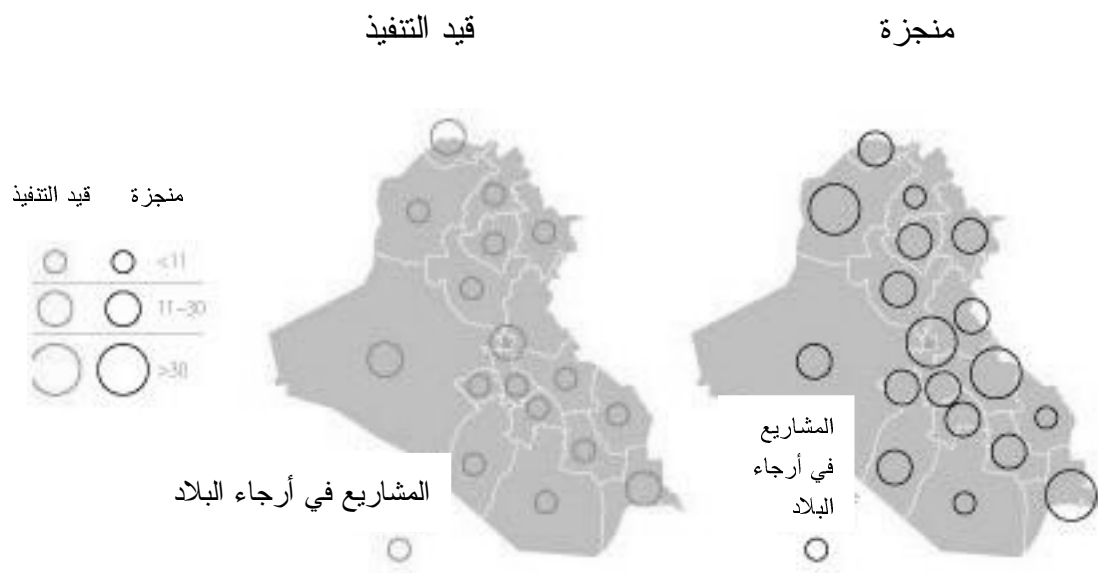 منجزة
قيد التنفيذ
منجزة
قيد التنفيذ
<11
11-30
>30
المشاريع
في أرجاء
البلاد
المشاريع في أرجاء البلاد